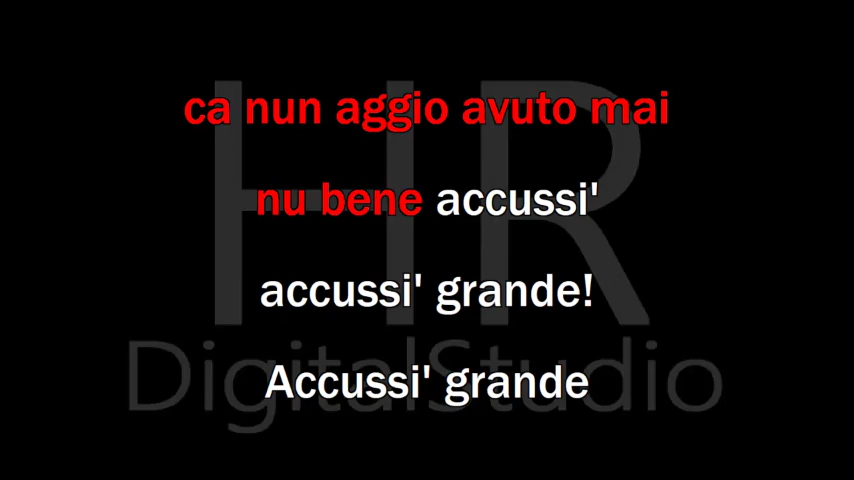 ca nun aggio avuto mai
nu bene accussi'
accussi' grande!
Accussi' grande
HR
DigitalStudio